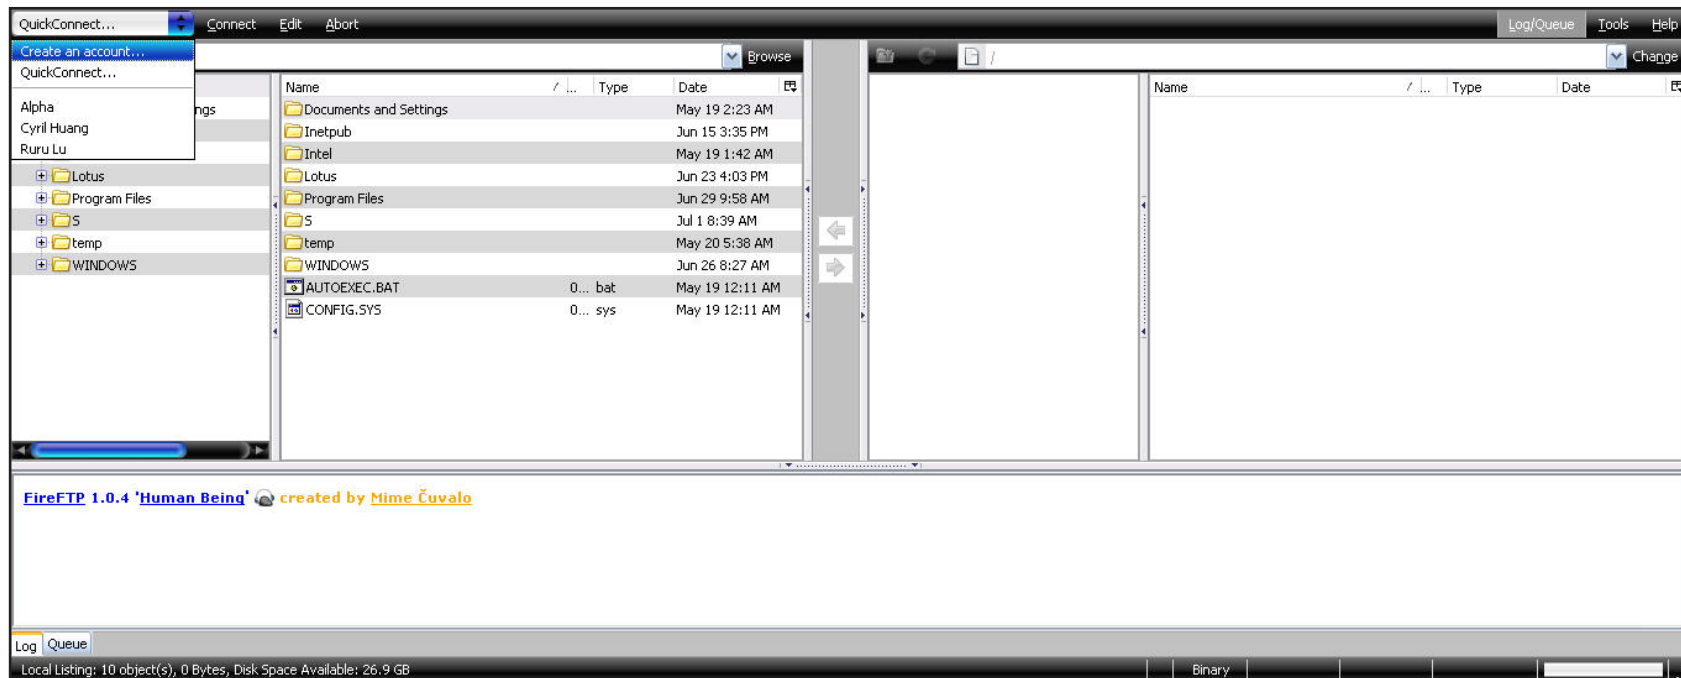 QuickConnect... Connect Edit Abort Log/Queue Tools Help
Create an account...
QuickConnect...
Alpha
Cyril Huang
Ruru Lu
Browse / Change
ngs
Lotus
Program Files
S
temp
WINDOWS
Name ... Type Date
Documents and Settings May 19 2:23 AM
Inetpub Jun 15 3:35 PM
Intel May 19 1:42 AM
Lotus Jun 23 4:03 PM
Program Files Jun 29 9:58 AM
S Jul 1 8:39 AM
temp May 20 5:38 AM
WINDOWS Jun 26 8:27 AM
AUTOEXEC.BAT 0... bat May 19 12:11 AM
CONFIG.SYS 0... sys May 19 12:11 AM
Name ... Type Date
FireFTP 1.0.4 'Human Being' created by Mime Čuvalo
Log Queue
Local Listing: 10 object(s), 0 Bytes, Disk Space Available: 26.9 GB Binary